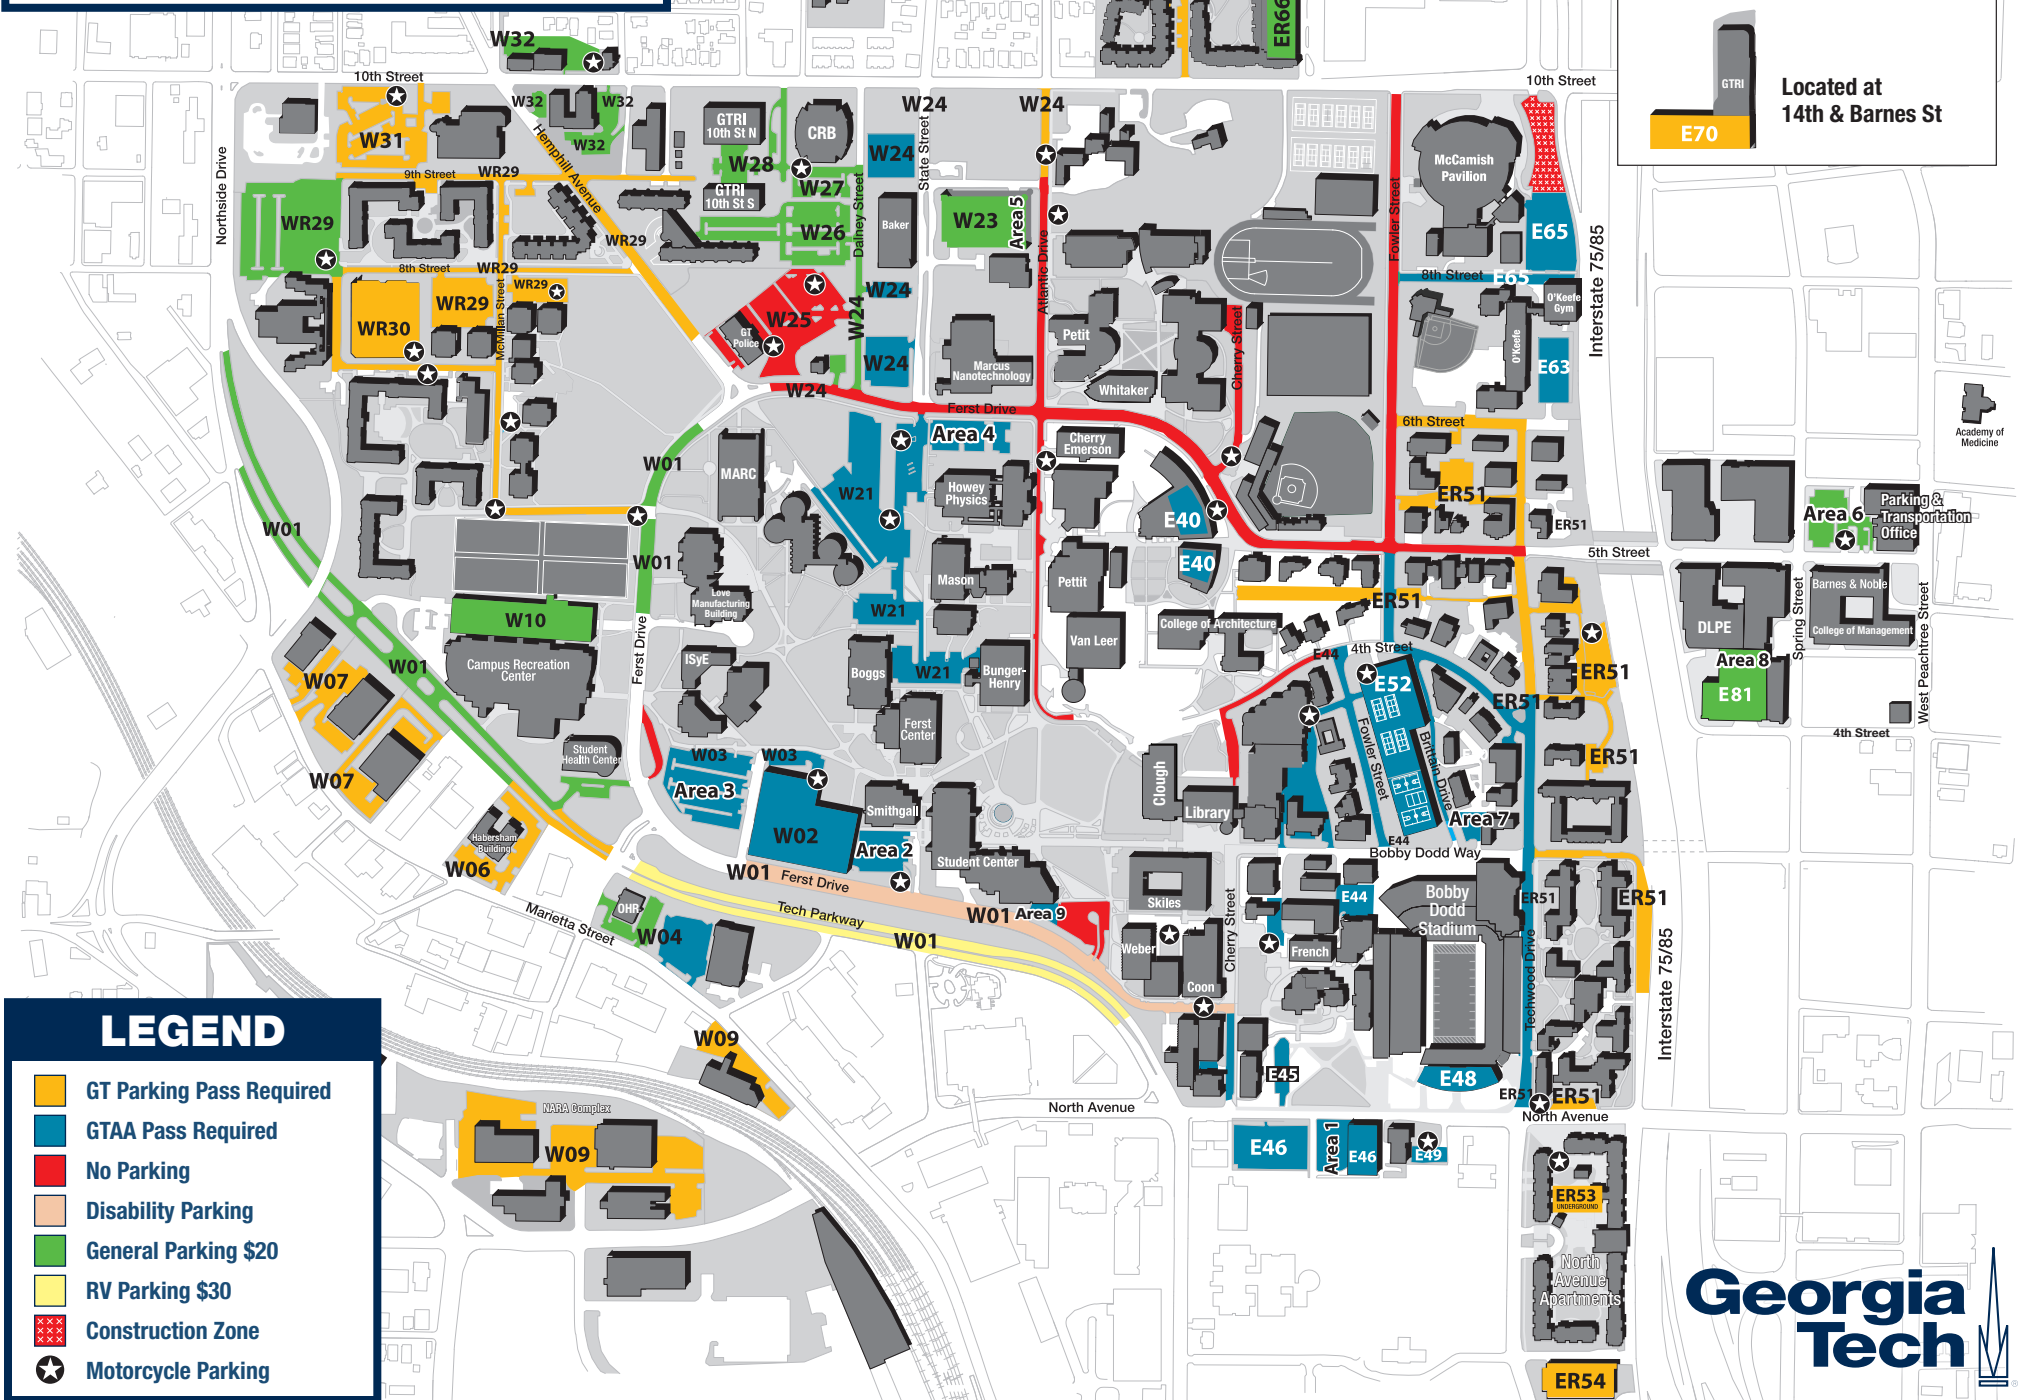 W32
ER66
10th Street
10th Street
W31
W32
W32
W32
GTRI
10th St N
CRB
W24
W24
W24
GTRI
Located at
14th & Barnes St
E70
Northside Drive
Hemphill Avenue
W28
W27
State Street
McCamish
Pavilion
9th Street
WR29
GTRI
10th St S
WR29
W26
Dalney Street
Baker
W23
Area 5
Atlantic Drive
Fowler Street
E65
Interstate 75/85
WR29
8th Street
WR29
WR29
WR29
W24
8th Street
E65
O'Keefe
Gym
WR30
McMillan Street
W25
GT
Police
W24
W24
Petit
Cherry Street
O'Keefe
E63
Marcus
Nanotechnology
Whitaker
W24
Ferst Drive
6th Street
Academy of
Medicine
Area 4
Cherry
Emerson
W01
MARC
W21
Howey
Physics
ER51
Area 6
Parking &
Transportation
Office
W01
E40
ER51
5th Street
W01
E40
Mason
Pettit
Love
Manufacturing
Building
Barnes & Noble
W21
ER51
W10
College of Architecture
Van Leer
DLPE
College of Management
Spring Street
West Peachtree Street
Ferst Drive
W01
Campus Recreation
Center
ISyE
Boggs
W21
Bunger-
Henry
E44
4th Street
Area 8
W07
E52
ER51
E81
ER51
Ferst
Center
Fowler Street
Brittain Drive
4th Street
Student
Health Center
W03
W03
ER51
W07
Area 3
Clough
Smithgall
Library
Area 7
Habersham
Building
W02
Area 2
E44
Bobby Dodd Way
W06
W01
Ferst Drive
Student Center
Skiles
Cherry Street
E44
Bobby
Dodd
Stadium
ER51
ER51
OHR
Tech Parkway
W01
Area 9
Marietta Street
W04
W01
Weber
French
Techwood Drive
Interstate 75/85
Coon
W09
E45
E48
ER51
ER51
North Avenue
North Avenue
NARA Complex
W09
E46
Area 1
E46
E49
ER53
UNDERGROUND
North
Avenue
Apartments
ER54
LEGEND
GT Parking Pass Required
GTAA Pass Required
No Parking
Disability Parking
General Parking $20
RV Parking $30
Construction Zone
Motorcycle Parking
Georgia
Tech